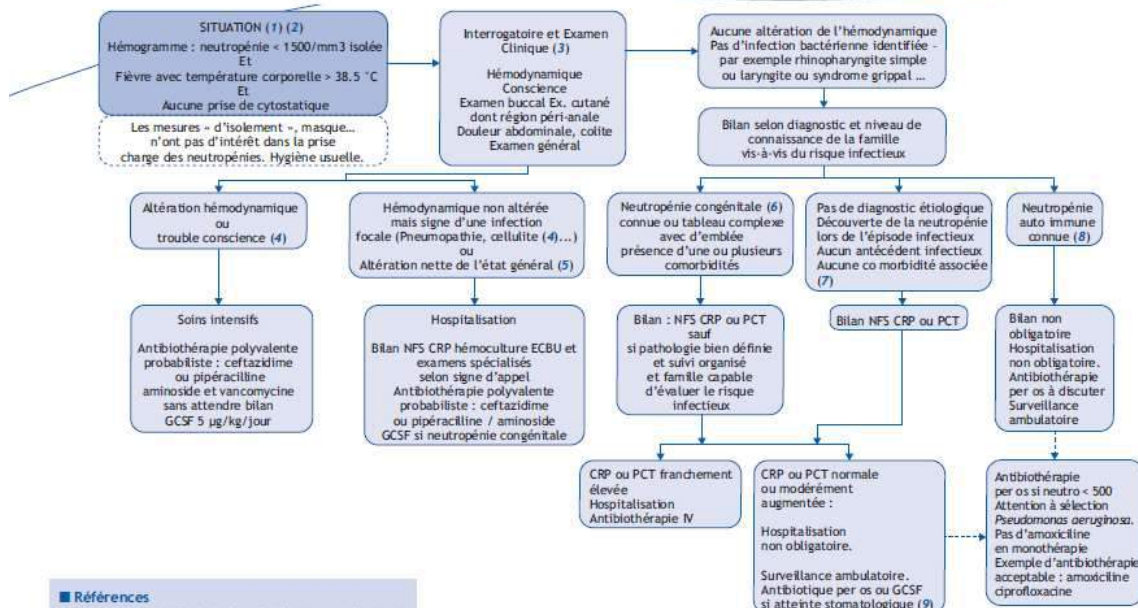 SITUATION (1) (2)
Hémogramme : neutropénie < 1500/mm3 isolée
Et
Fièvre avec température corporelle > 38.5 °C
Et
Aucune prise de cytostatique
Les mesures « d'isolement », masque…
n'ont pas d'intérêt dans la prise
charge des neutropénies. Hygiène usuelle.
Interrogatoire et Examen
Clinique (3)
Hémodynamique
Conscience
Examen buccal Ex. cutané
dont région péri-anale
Douleur abdominale, colite
Examen général
Aucune altération de l'hémodynamique
Pas d'infection bactérienne identifiée –
par exemple rhinopharyngite simple
ou laryngite ou syndrome grippal …
Bilan selon diagnostic et niveau de
connaissance de la famille
vis-à-vis du risque infectieux
Altération hémodynamique
ou
trouble conscience (4)
Hémodynamique non altérée
mais signe d'une infection
focale (Pneumopathie, cellulite (4)…)
ou
Altération nette de l'état général (5)
Neutropénie congénitale (6)
connue ou tableau complexe
avec d'emblée
présence d'une ou plusieurs
comorbidités
Pas de diagnostic étiologique
Découverte de la neutropénie
lors de l'épisode infectieux
Aucun antécédent infectieux
Aucune co morbidité associée
(7)
Neutropénie
auto immune
connue (8)
Soins intensifs
Antibiothérapie polyvalente
probabiliste : ceftazidime
ou pipéracilline
aminoside et vancomycine
sans attendre bilan
GCSF 5 µg/kg/jour
Hospitalisation
Bilan NFS CRP hémoculture ECBU et
examens spécialisés
selon signe d'appel
Antibiothérapie polyvalente
probabiliste : ceftazidime
ou pipéracilline / aminoside
GCSF si neutropénie congénitale
Bilan : NFS CRP ou PCT
sauf
si pathologie bien définie
et suivi organisé
et famille capable
d'évaluer le risque
infectieux
Bilan NFS CRP ou PCT
Bilan non
obligatoire
Hospitalisation
non obligatoire.
Antibiothérapie
per os à discuter
Surveillance
ambulatoire
CRP ou PCT franchement
élevée
Hospitalisation
Antibiothérapie IV
CRP ou PCT normale
ou modérément
augmentée :
Hospitalisation
non obligatoire.
Surveillance ambulatoire.
Antibiotique per os ou GCSF
si atteinte stomatologique (9)
Antibiothérapie
per os si neutro < 500
Attention à sélection
Pseudomonas aeruginosa.
Pas d'amoxiciline
en monothérapie
Exemple d'antibiothérapie
acceptable : amoxiciline
ciprofloxacine
■ Références